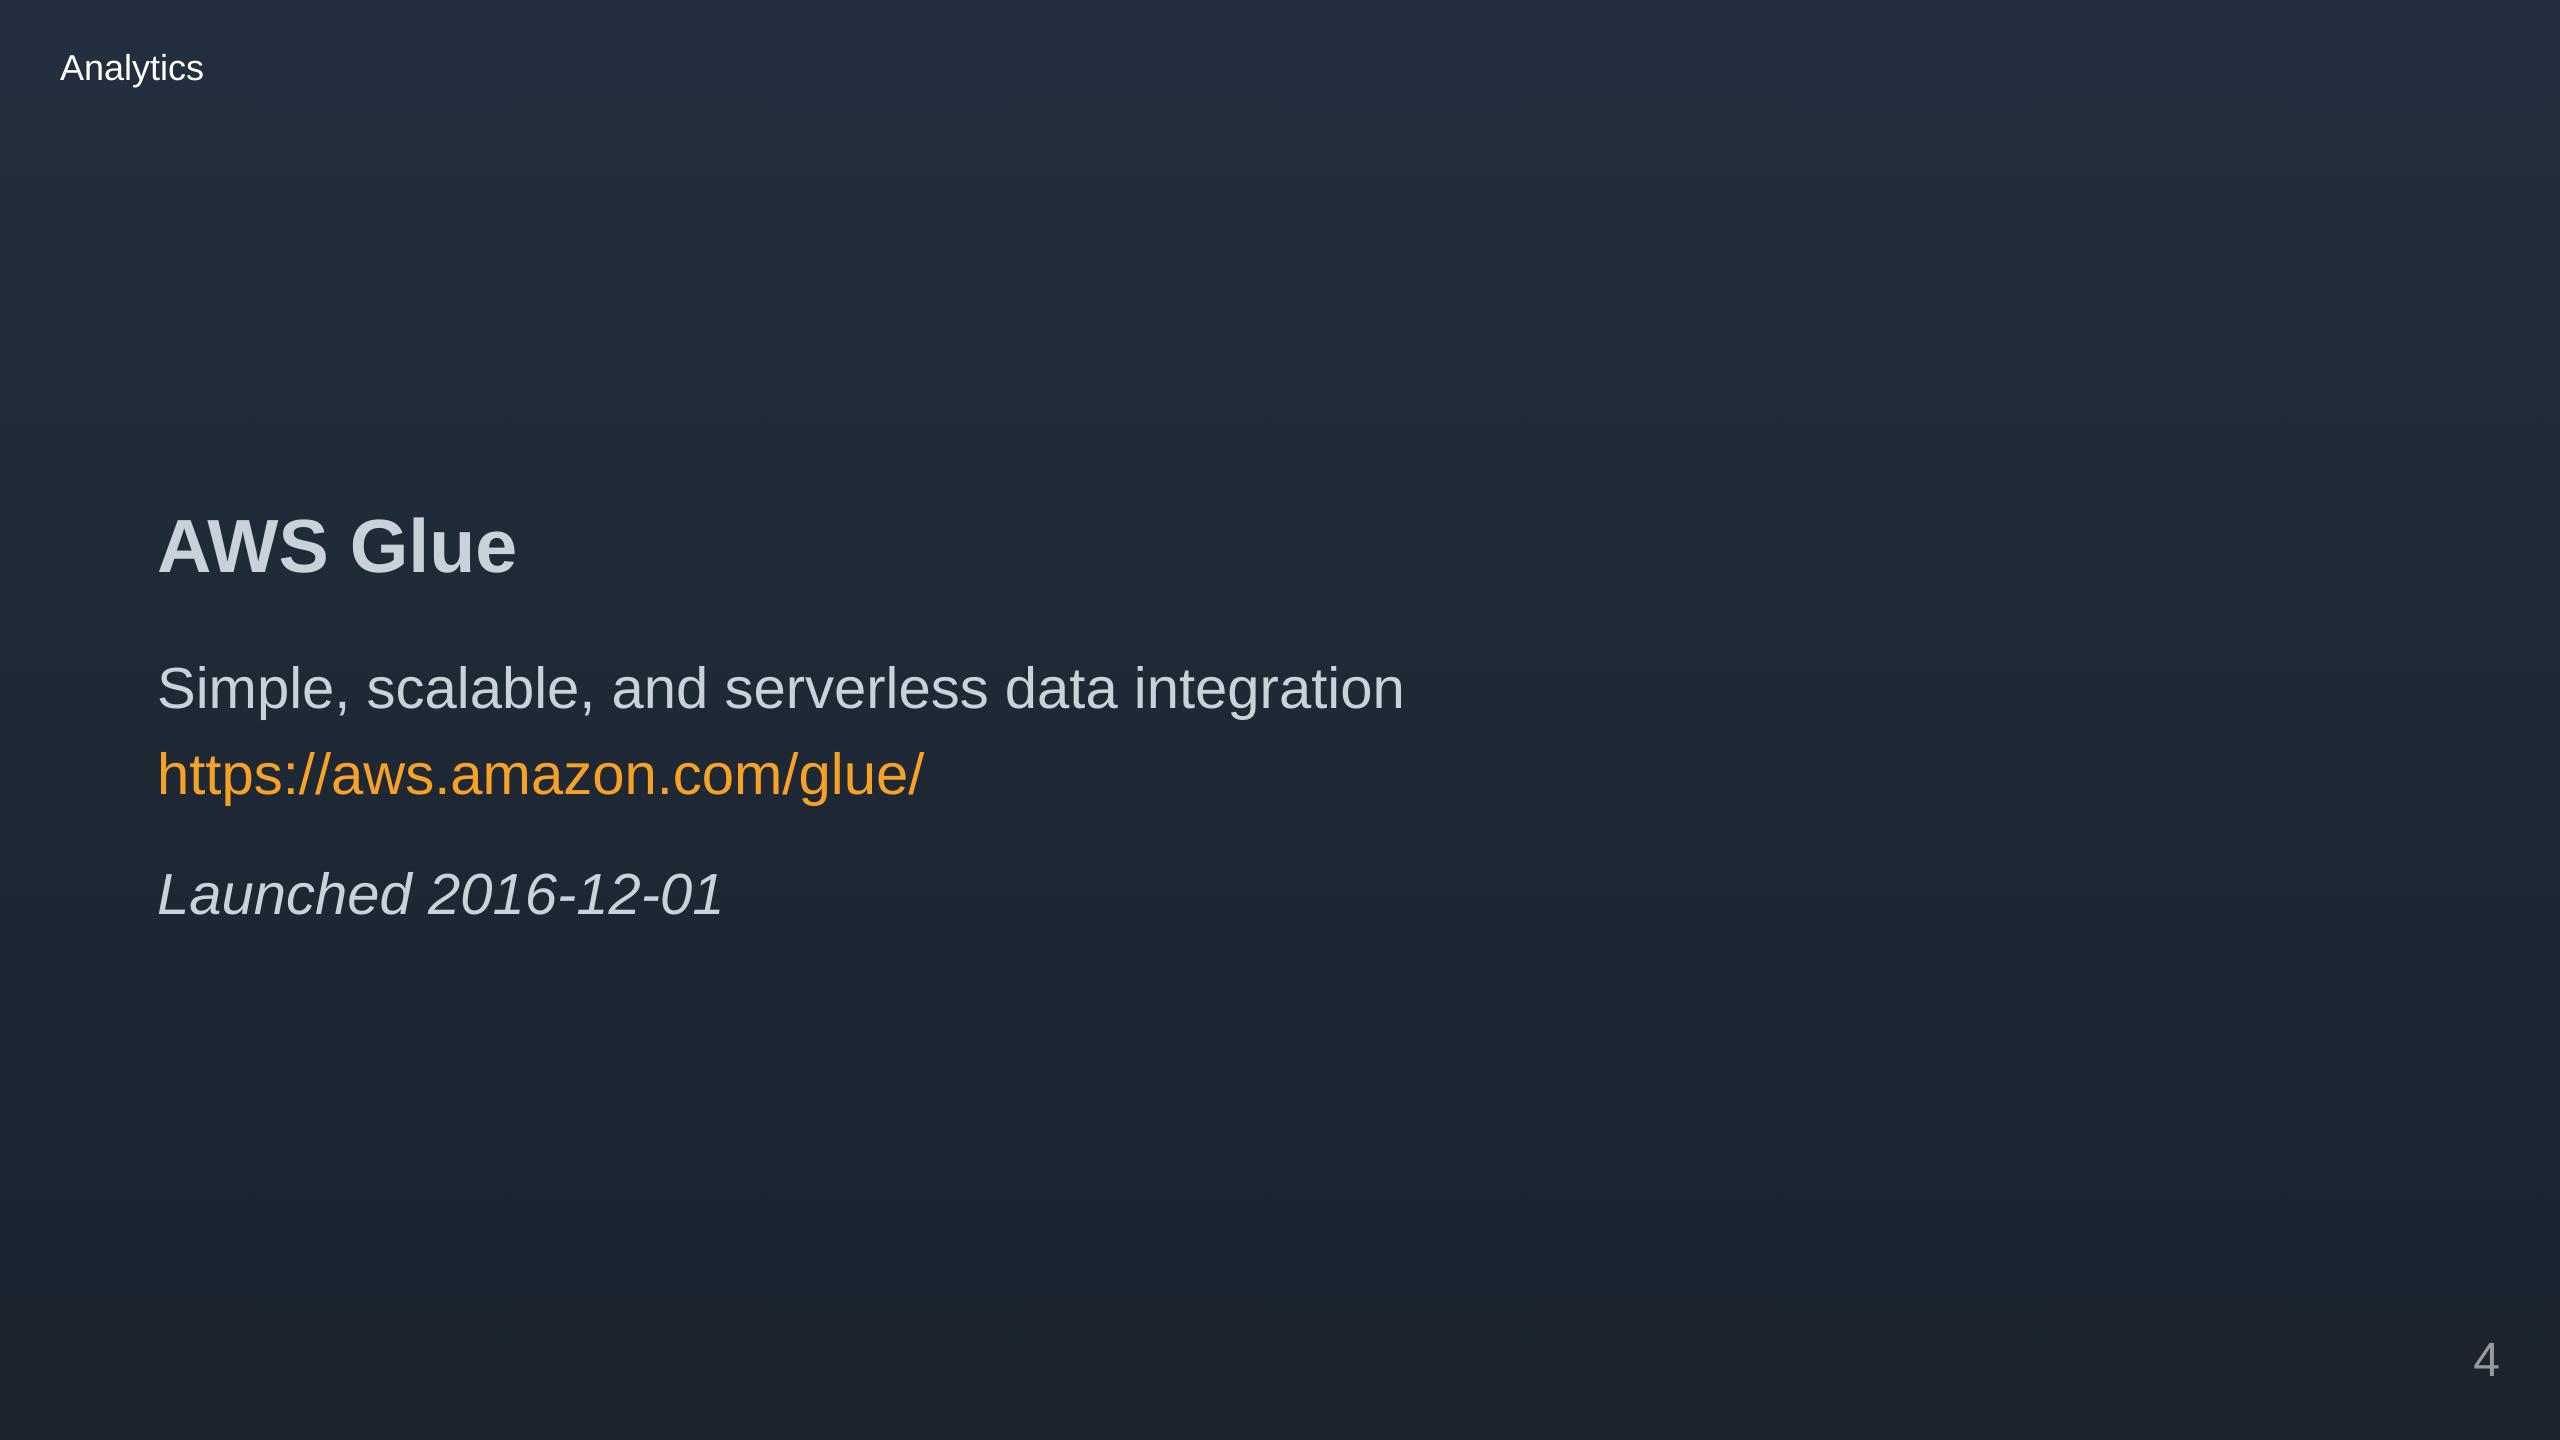 Analytics
AWS Glue
Simple, scalable, and serverless data integration
https://aws.amazon.com/glue/
Launched 2016-12-01
4